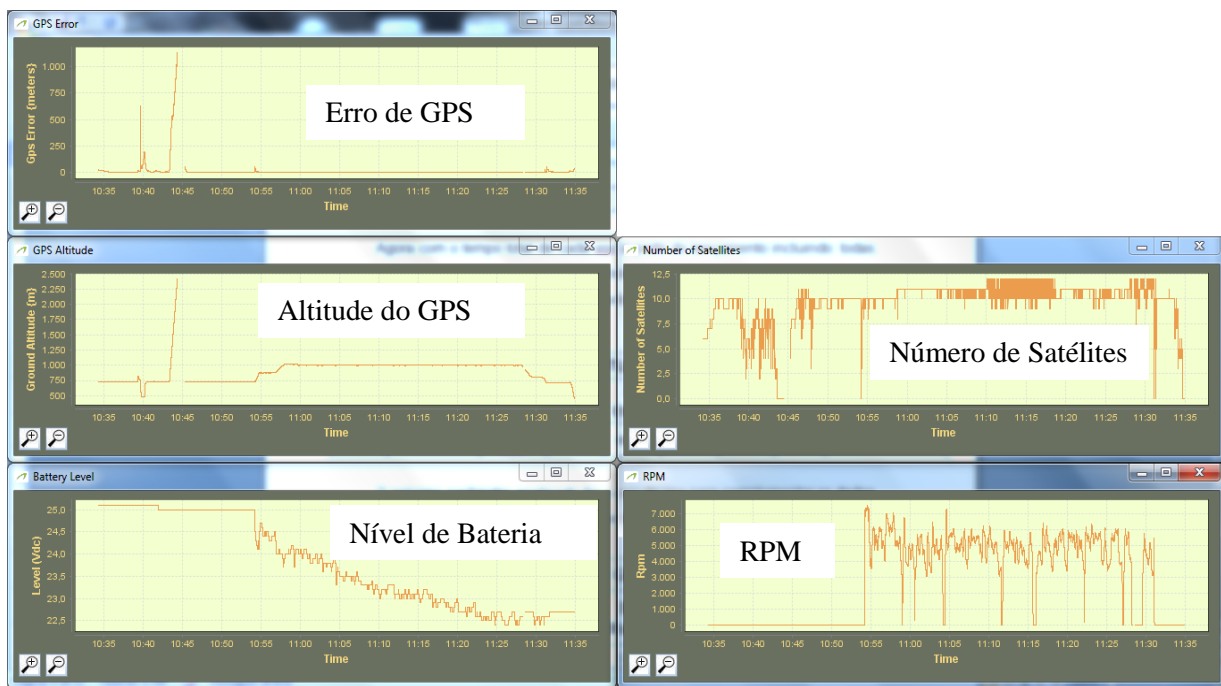 GPS Error
1.000
750
500
250
0
Gps Error {meters}
Erro de GPS
10:35 10:40 10:45 10:50 10:55 11:00 11:05 11:10 11:15 11:20 11:25 11:30 11:35
Time
GPS Altitude
2.500
2.250
2.000
1.750
1.500
1.250
1.000
750
500
Ground Altitude (m)
Altitude do GPS
10:35 10:40 10:45 10:50 10:55 11:00 11:05 11:10 11:15 11:20 11:25 11:30 11:35
Time
Number of Satellites
12,5
10,0
7,5
5,0
2,5
0,0
Number of Satellites
Número de Satélites
10:35 10:40 10:45 10:50 10:55 11:00 11:05 11:10 11:15 11:20 11:25 11:30 11:35
Time
Battery Level
25,0
24,5
24,0
23,5
23,0
22,5
Level (Vdc)
Nível de Bateria
10:35 10:40 10:45 10:50 10:55 11:00 11:05 11:10 11:15 11:20 11:25 11:30 11:35
Time
RPM
7.000
6.000
5.000
4.000
3.000
2.000
1.000
0
Rpm
RPM
10:35 10:40 10:45 10:50 10:55 11:00 11:05 11:10 11:15 11:20 11:25 11:30 11:35
Time